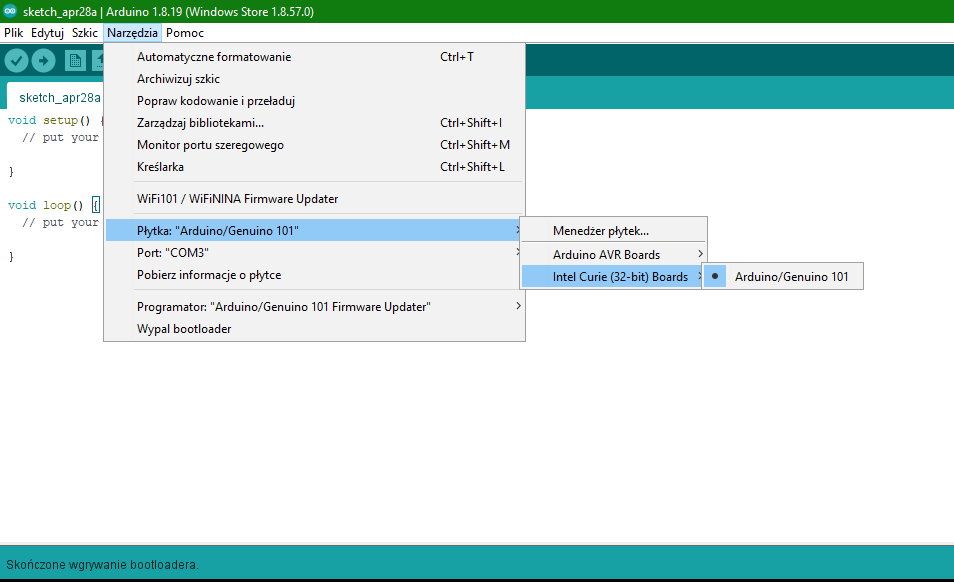 sketch_apr28a | Arduino 1.8.19 (Windows Store 1.8.57.0)
Plik Edytuj Szkic Narzędzia Pomoc
sketch_apr28a
void setup() {
// put your
}
void loop() {
// put your
}
Automatyczne formatowanie Ctrl+T
Archiwizuj szkic
Popraw kodowanie i przeładuj
Zarządzaj bibliotekami... Ctrl+Shift+I
Monitor portu szeregowego Ctrl+Shift+M
Kreślarka Ctrl+Shift+L
WiFi101 / WiFiNINA Firmware Updater
Płytka: "Arduino/Genuino 101"
Port: "COM3"
Pobierz informacje o płytce
Programator: "Arduino/Genuino 101 Firmware Updater"
Wypal bootloader
Menedżer płytek...
Arduino AVR Boards
Intel Curie (32-bit) Boards
Arduino/Genuino 101
Skończone wgrywanie bootloadera.